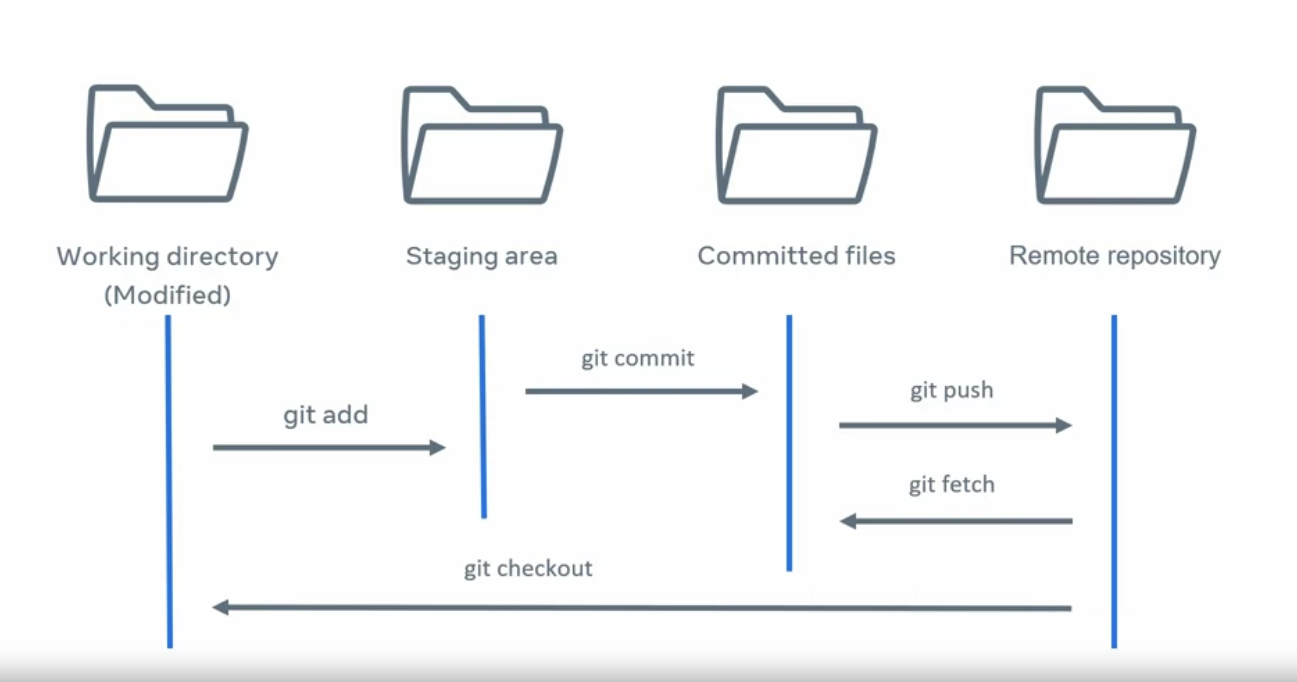 Working directory
(Modified)
Staging area
Committed files
Remote repository
git commit
git push
git add
git fetch
git checkout